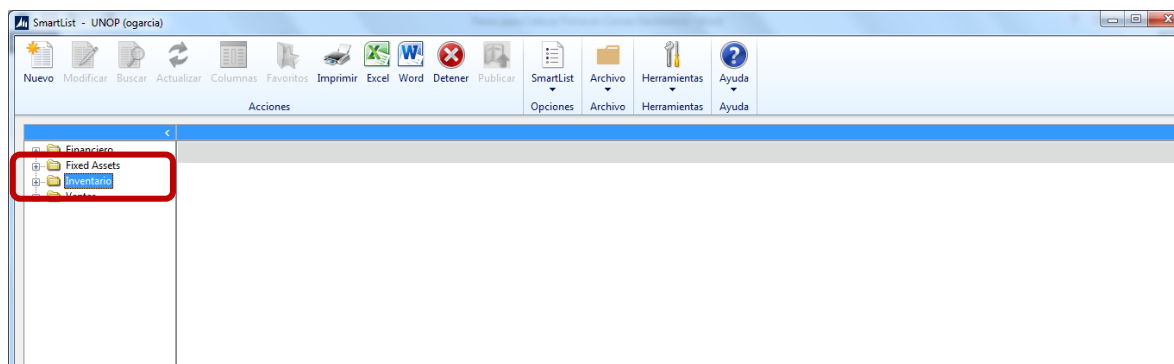 SmartList - UNOP (ogarcia)
Nuevo Modificar Buscar Actualizar Columnas Favoritos Imprimir Excel Word Detener Publicar SmartList Archivo Herramientas Ayuda
Acciones Opciones Archivo Herramientas Ayuda
Financiero
Fixed Assets
Inventario
Ventas